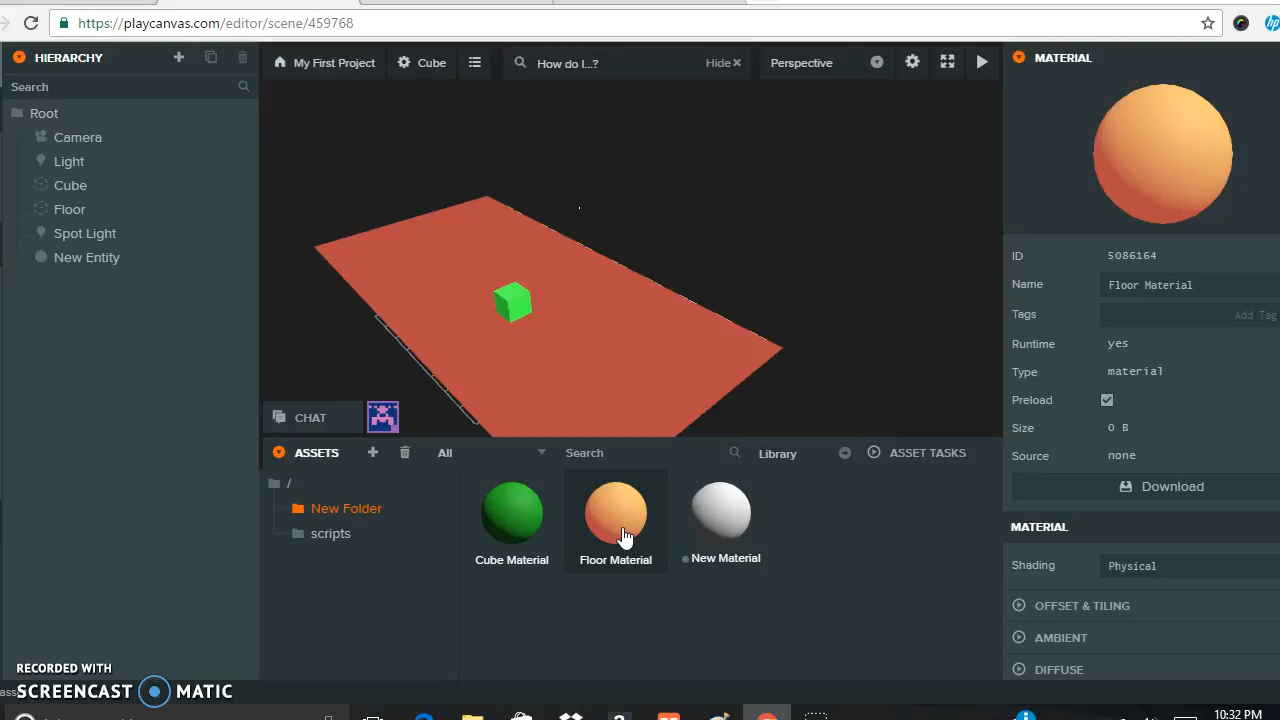 https://playcanvas.com/editor/scene/459768
HIERARCHY
Search
Root
Camera
Light
Cube
Floor
Spot Light
New Entity
My First Project
Cube
How do I...?
Hide
Perspective
CHAT
ASSETS
All
Search
Library
ASSET TASKS
/
New Folder
scripts
Cube Material
Floor Material
New Material
MATERIAL
ID 5086164
Name Floor Material
Tags Add Tag
Runtime yes
Type material
Preload
Size 0 B
Source none
Download
MATERIAL
Shading Physical
OFFSET & TILING
AMBIENT
DIFFUSE
RECORDED WITH
SCREENCAST MATIC
10:32 PM